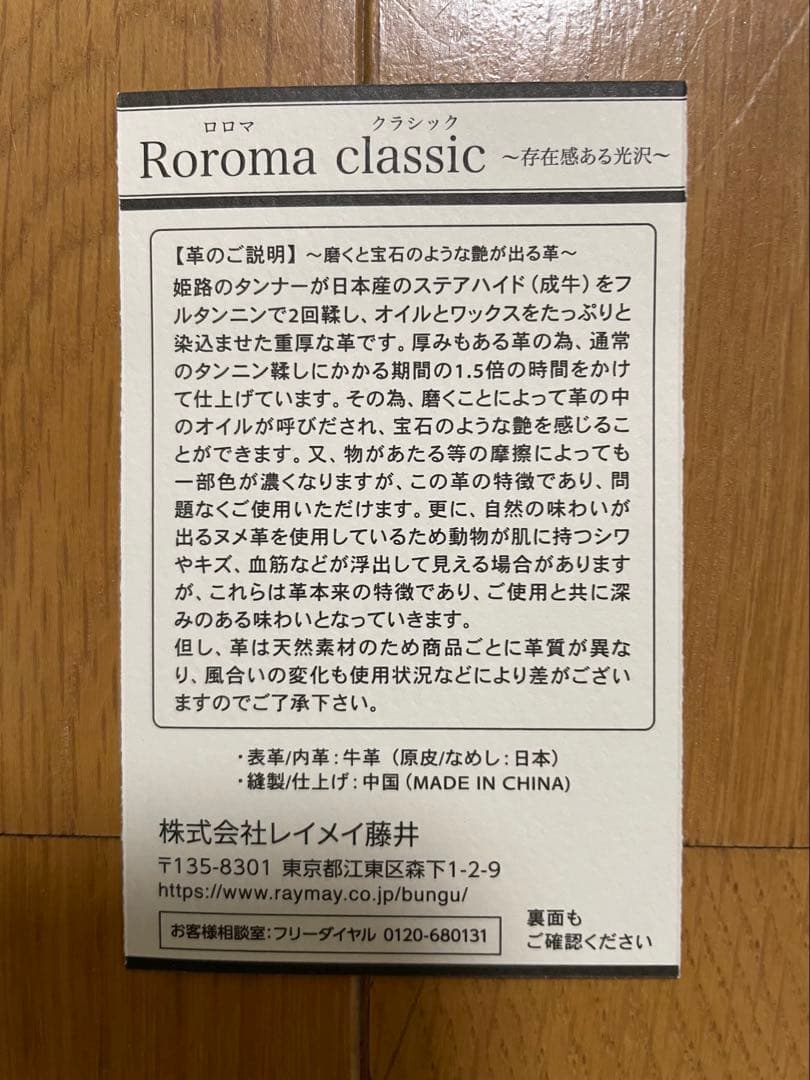 ロロマ クラシック
Roroma classic ～存在感ある光沢～
【革のご説明】～磨くと宝石のような艶が出る革～
姫路のタンナーが日本産のステアハイド（成牛）をフ
ルタンニンで2回鞣し、オイルとワックスをたっぷりと
染込ませた重厚な革です。厚みもある革の為、通常
のタンニン鞣しにかかる期間の1.5倍の時間をかけ
て仕上げています。その為、磨くことによって革の中
のオイルが呼びだされ、宝石のような艶を感じるこ
とができます。又、物があたる等の摩擦によっても
一部色が濃くなりますが、この革の特徴であり、問
題なくご使用いただけます。更に、自然の味わいが
出るヌメ革を使用しているため動物が肌に持つシワ
やキズ、血筋などが浮出して見える場合があります
が、これらは革本来の特徴であり、ご使用と共に深
みのある味わいとなっていきます。
但し、革は天然素材のため商品ごとに革質が異な
り、風合いの変化も使用状況などにより差がござい
ますのでご了承下さい。
・表革/内革：牛革（原皮/なめし：日本）
・縫製/仕上げ：中国（MADE IN CHINA)
株式会社レイメイ藤井
〒135-8301 東京都江東区森下1-2-9
https://www.raymay.co.jp/bungu/
お客様相談室：フリーダイヤル 0120-680131
裏面も
ご確認ください